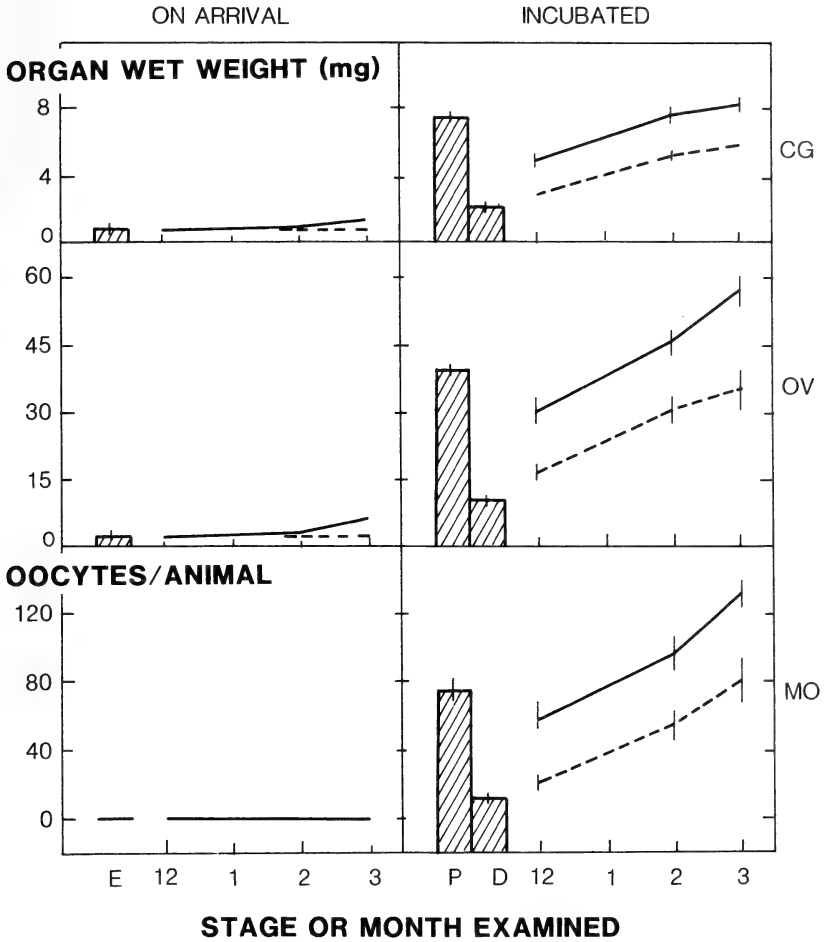 ON ARRIVAL INCUBATED
ORGAN WET WEIGHT (mg)
8
4
0
CG
60
45
30
15
0
OV
OOCYTES/ANIMAL
120
80
40
0
MO
E 12 1 2 3 P D 12 1 2 3
STAGE OR MONTH EXAMINED